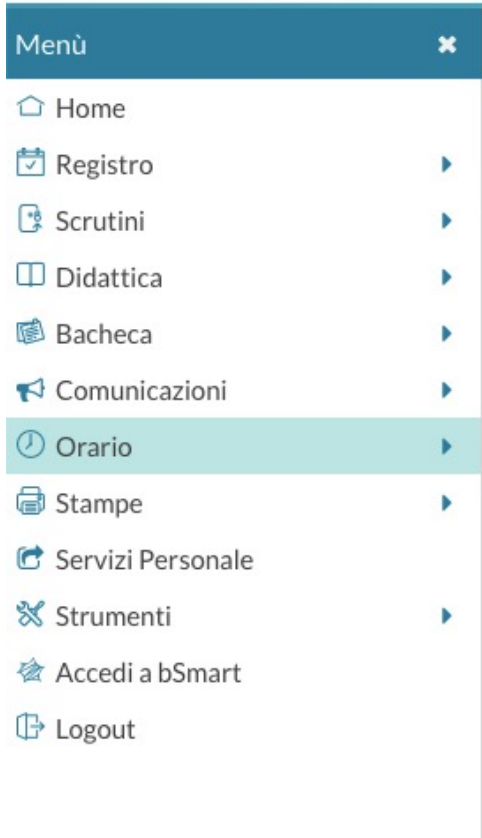 Menù
Home
Registro
Scrutini
Didattica
Bacheca
Comunicazioni
Orario
Stampe
Servizi Personale
Strumenti
Accedi a bSmart
Logout